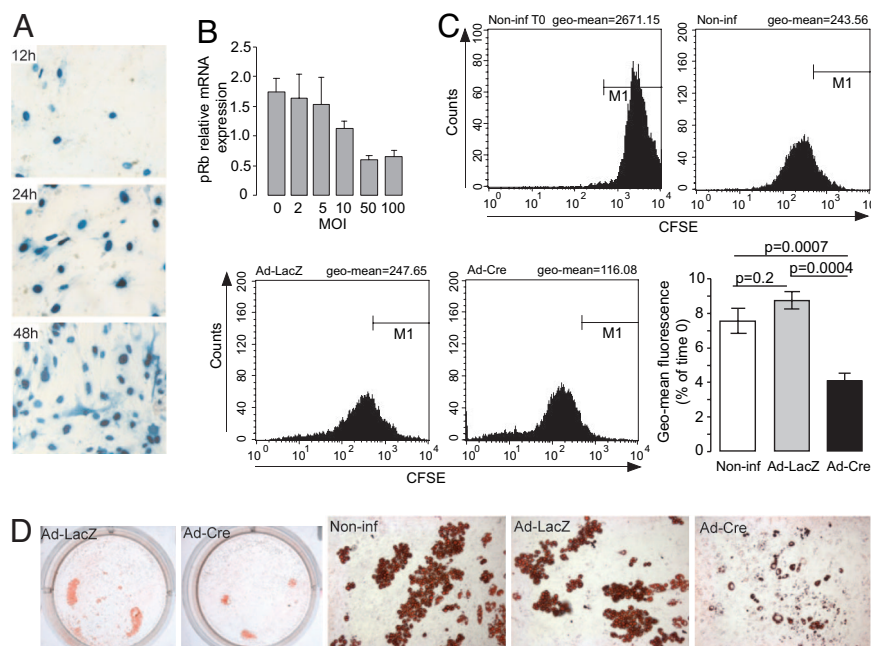 A
12h
24h
48h
B
pRb relative mRNA
expression
2.5
2.0
1.5
1.0
0.5
0
0 2 5 10 50 100
MOI
C
Non-inf T0 geo-mean=2671.15
Counts
100
80
60
40
20
0
M1
10^0 10^1 10^2 10^3 10^4
Non-inf geo-mean=243.56
200
160
120
80
40
0
M1
10^0 10^1 10^2 10^3 10^4
CFSE
Ad-LacZ geo-mean=247.65
Counts
200
160
120
80
40
0
M1
10^0 10^1 10^2 10^3 10^4
Ad-Cre geo-mean=116.08
200
160
120
80
40
0
M1
10^0 10^1 10^2 10^3 10^4
CFSE
p=0.0007
p=0.2 p=0.0004
Geo-mean fluorescence
(% of time 0)
10
8
6
4
2
0
Non-inf Ad-LacZ Ad-Cre
D
Ad-LacZ Ad-Cre Non-inf Ad-LacZ Ad-Cre